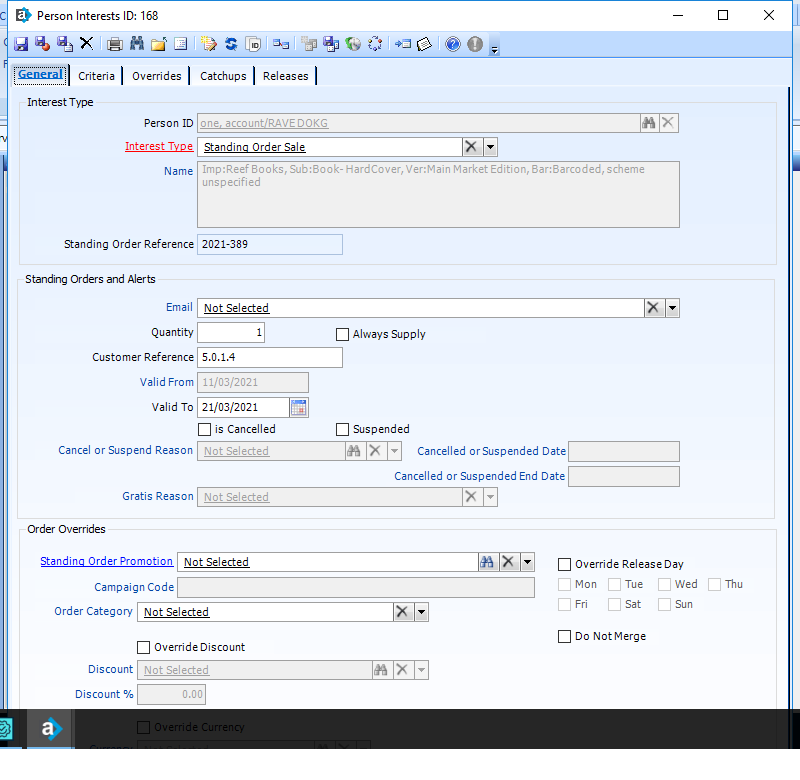 Person Interests ID: 168
General Criteria Overrides Catchups Releases
Interest Type
Person ID one, account/RAVE DOKG
Interest Type Standing Order Sale
Name Imp:Reef Books, Sub:Book- HardCover, Ver:Main Market Edition, Bar:Barcoded, scheme
unspecified
Standing Order Reference 2021-389
Standing Orders and Alerts
Email Not Selected
Quantity 1 Always Supply
Customer Reference 5.0.1.4
Valid From 11/03/2021
Valid To 21/03/2021
is Cancelled Suspended
Cancel or Suspend Reason Not Selected Cancelled or Suspended Date
Cancelled or Suspended End Date
Gratis Reason Not Selected
Order Overrides
Standing Order Promotion Not Selected Override Release Day
Campaign Code Mon Tue Wed Thu
Order Category Not Selected Fri Sat Sun
Do Not Merge
Override Discount
Discount Not Selected
Discount % 0.00
a Override Currency